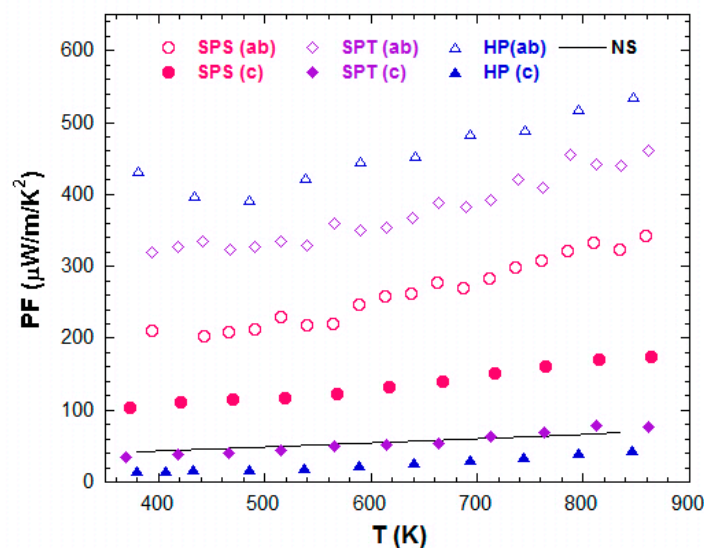 600
SPS (ab) SPT (ab) HP(ab) NS
SPS (c) SPT (c) HP (c)
500
400
300
200
100
0
PF (μW/m/K²)
400 500 600 700 800 900
T (K)